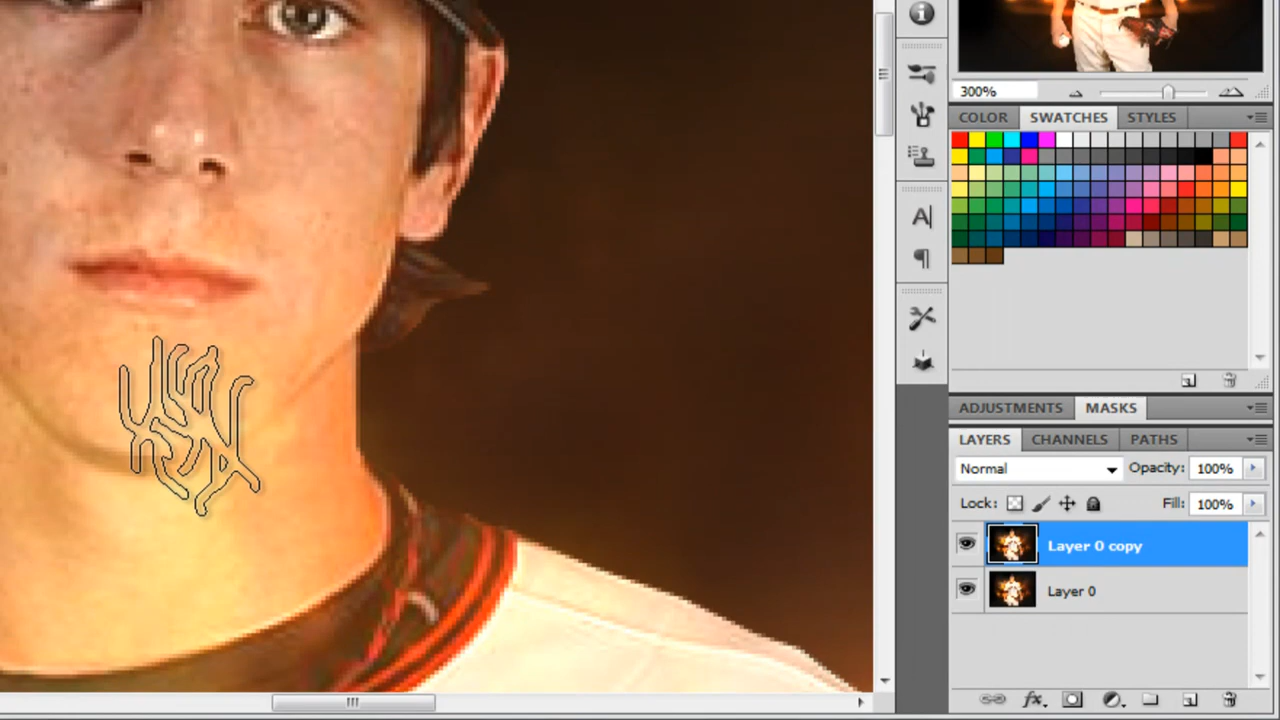 300%
COLOR
SWATCHES
STYLES
A
ADJUSTMENTS
MASKS
LAYERS
CHANNELS
PATHS
Normal
Opacity: 100%
Lock:
Fill: 100%
Layer 0 copy
Layer 0
fx